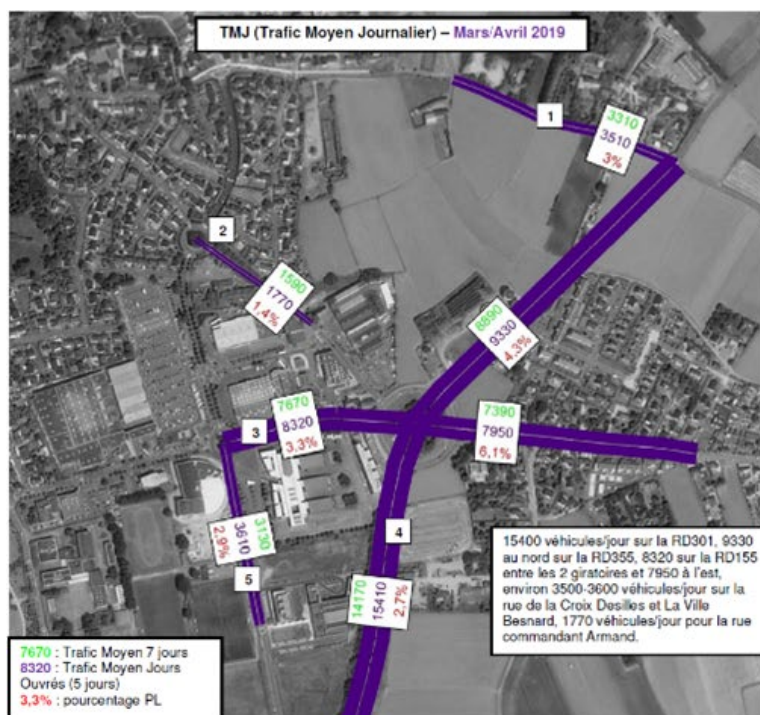 TMJ (Trafic Moyen Journalier) – Mars/Avril 2019
1
3310
3510
3%
2
1590
1770
1,4%
8890
9330
4,3%
3
7670
8320
3,3%
7390
7950
6,1%
4
3130
3610
2,9%
5
14170
15410
2,7%
15400 véhicules/jour sur la RD301, 9330
au nord sur la RD355, 8320 sur la RD155
entre les 2 giratoires et 7950 à l'est,
environ 3500-3600 véhicules/jour sur la
rue de la Croix Desilles et La Ville
Besnard, 1770 véhicules/jour pour la rue
commandant Armand.
7670 : Trafic Moyen 7 jours
8320 : Trafic Moyen Jours
Ouvrés (5 jours)
3,3% : pourcentage PL